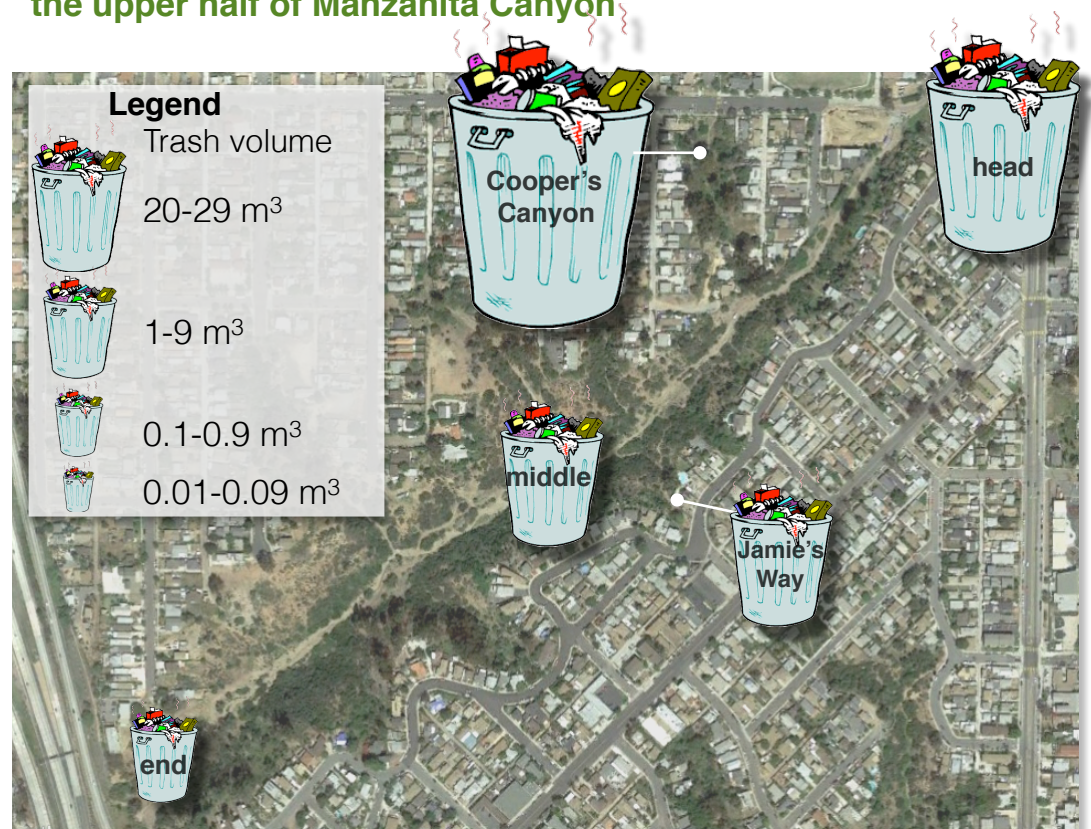 the upper half of Manzanita Canyon
Legend
Trash volume
20-29 m³
1-9 m³
0.1-0.9 m³
0.01-0.09 m³
Cooper's
Canyon
head
middle
Jamie's
Way
end